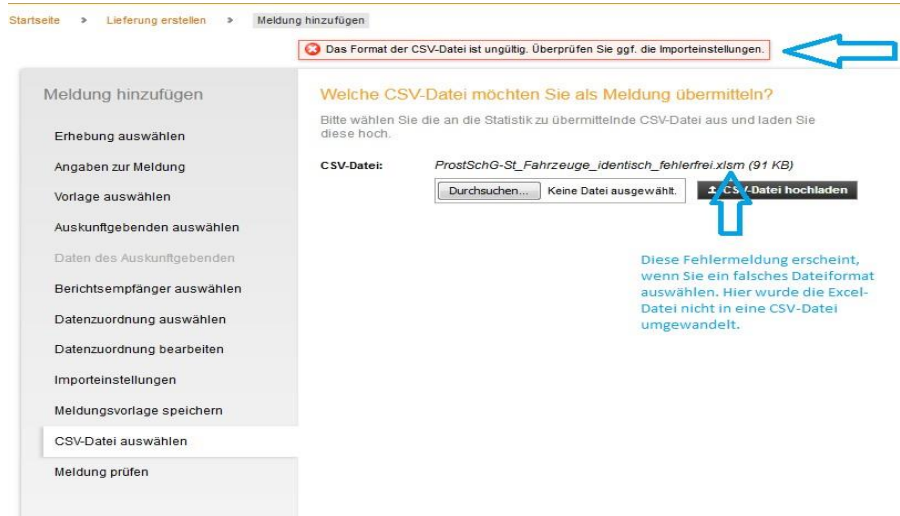 Startseite > Lieferung erstellen > Meldung hinzufügen
Das Format der CSV-Datei ist ungültig. Überprüfen Sie ggf. die Importeinstellungen.
Meldung hinzufügen
Erhebung auswählen
Angaben zur Meldung
Vorlage auswählen
Auskunftgebenden auswählen
Daten des Auskunftgebenden
Berichtsempfänger auswählen
Datenzuordnung auswählen
Datenzuordnung bearbeiten
Importeinstellungen
Meldungsvorlage speichern
CSV-Datei auswählen
Meldung prüfen
Welche CSV-Datei möchten Sie als Meldung übermitteln?
Bitte wählen Sie die an die Statistik zu übermittelnde CSV-Datei aus und laden Sie
diese hoch.
CSV-Datei: ProstSchG-St_Fahrzeuge_identisch_fehlerfrei.xlsm (91 KB)
Durchsuchen... Keine Datei ausgewählt. CSV-Datei hochladen
Diese Fehlermeldung erscheint,
wenn Sie ein falsches Dateiformat
auswählen. Hier wurde die Excel-
Datei nicht in eine CSV-Datei
umgewandelt.